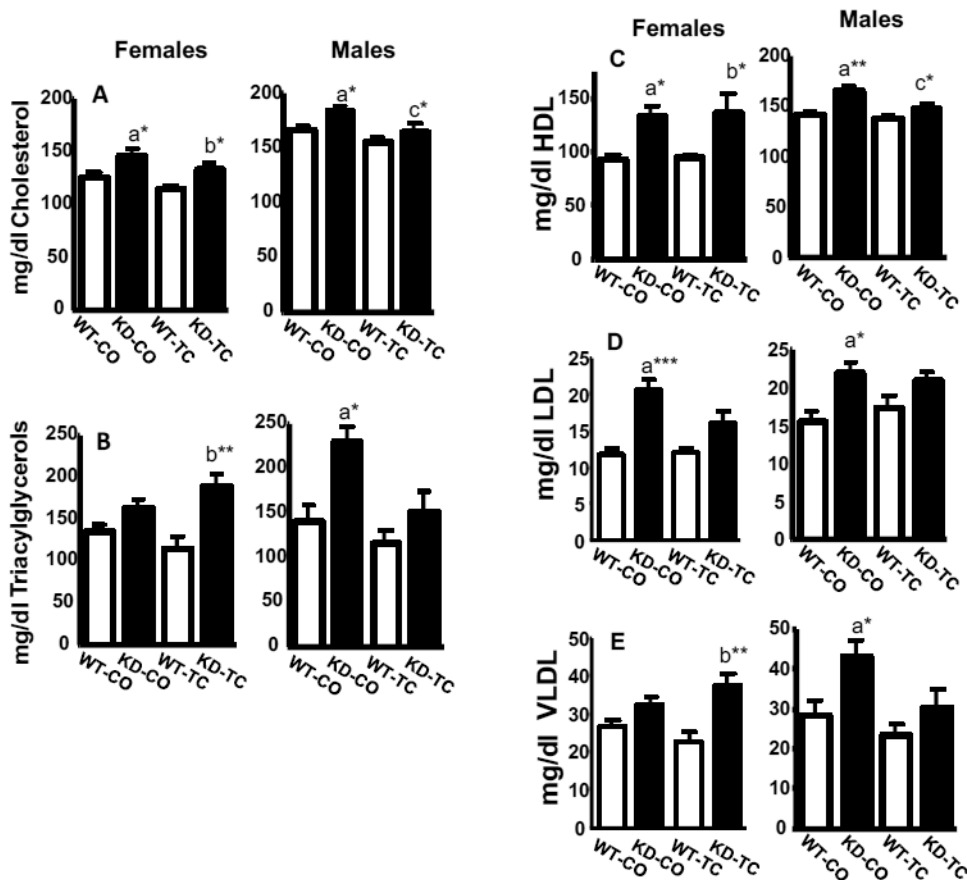 Females
Males
A
mg/dl Cholesterol
200
150
100
50
0
a*
b*
WT-CO
KD-CO
WT-TC
KD-TC
200
150
100
50
0
a*
c*
WT-CO
KD-CO
WT-TC
KD-TC
B
mg/dl Triacylglycerols
250
200
150
100
50
0
b**
WT-CO
KD-CO
WT-TC
KD-TC
250
200
150
100
50
0
a*
WT-CO
KD-CO
WT-TC
KD-TC
Females
Males
C
mg/dl HDL
150
100
50
0
a*
b*
WT-CO
KD-CO
WT-TC
KD-TC
200
150
100
50
0
a**
c*
WT-CO
KD-CO
WT-TC
KD-TC
D
mg/dl LDL
25
20
15
10
5
0
a***
WT-CO
KD-CO
WT-TC
KD-TC
25
20
15
10
5
0
a*
WT-CO
KD-CO
WT-TC
KD-TC
E
mg/dl VLDL
50
40
30
20
10
0
b**
WT-CO
KD-CO
WT-TC
KD-TC
50
40
30
20
10
0
a*
WT-CO
KD-CO
WT-TC
KD-TC